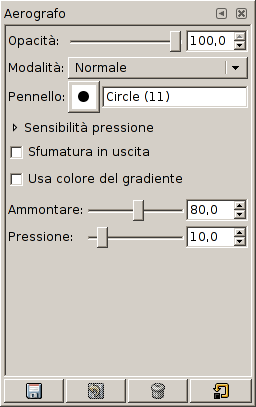 Aerografo
Opacità: 100,0
Modalità: Normale
Pennello: Circle (11)
Sensibilità pressione
Sfumatura in uscita
Usa colore del gradiente
Ammontare: 80,0
Pressione: 10,0